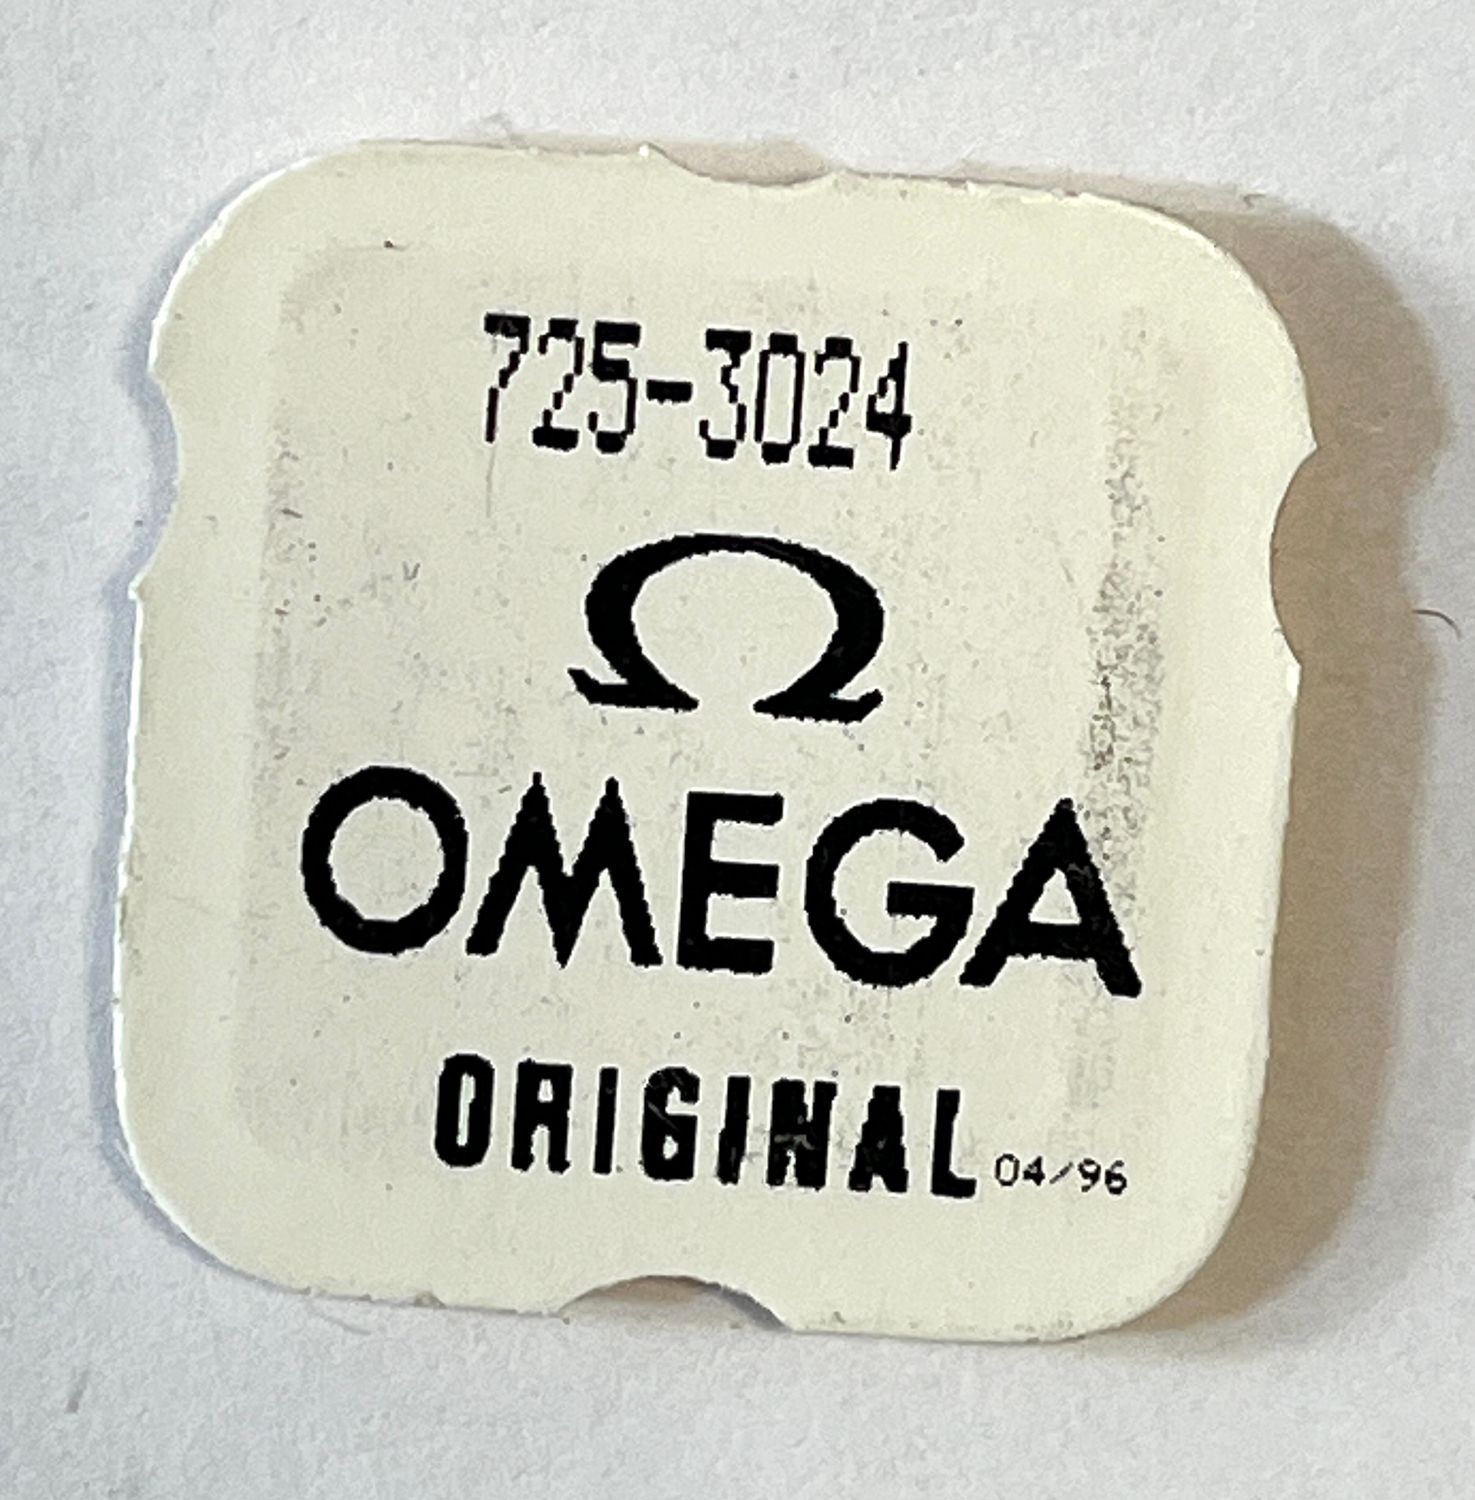 725-3024
Ω
OMEGA
ORIGINAL 04/96